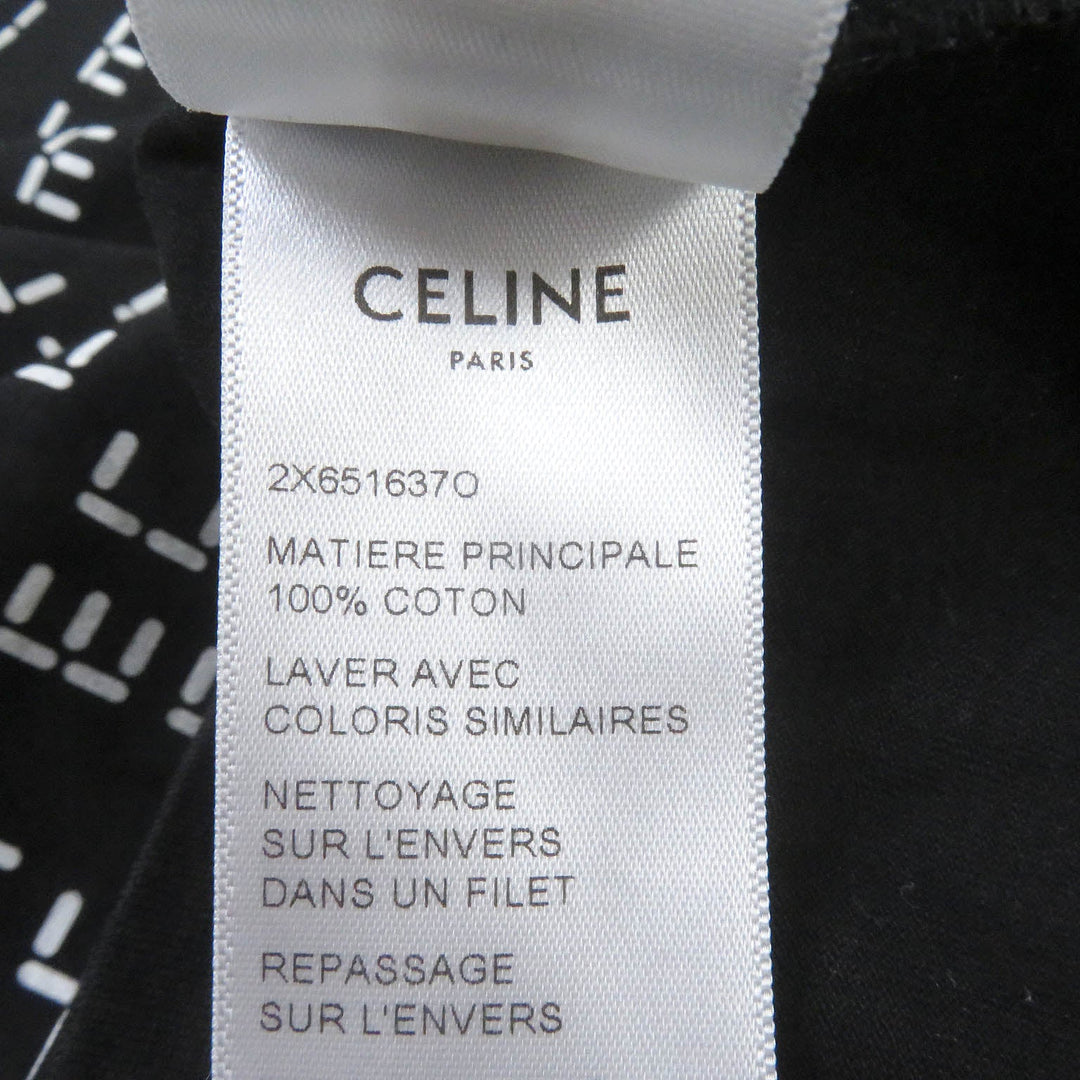 CELINE
PARIS
2X651637O
MATIERE PRINCIPALE
100% COTON
LAVER AVEC
COLORIS SIMILAIRES
NETTOYAGE
SUR L'ENVERS
DANS UN FILET
REPASSAGE
SUR L'ENVERS